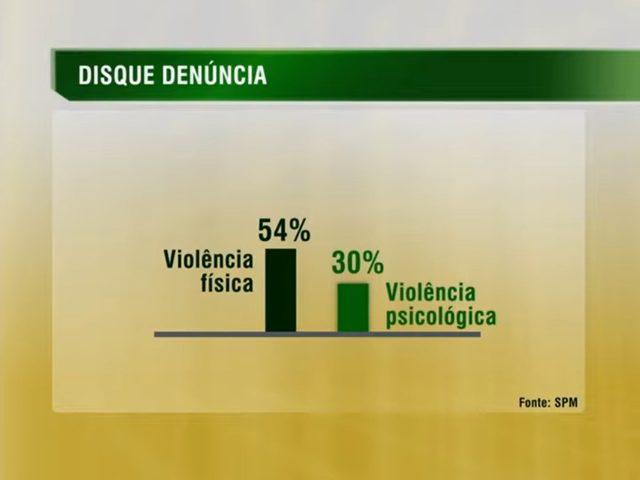 DISQUE DENÚNCIA
54%
Violência
física
30%
Violência
psicológica
Fonte: SPM